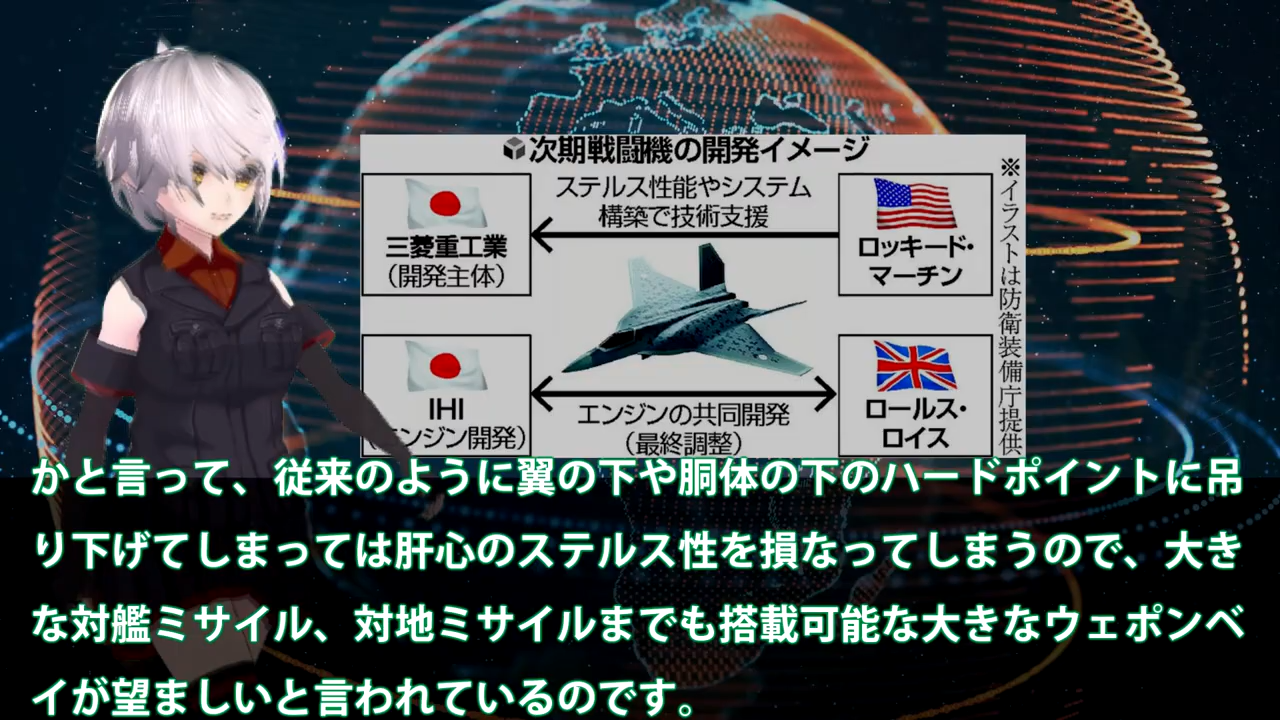 次期戦闘機の開発イメージ
ステルス性能やシステム
構築で技術支援
三菱重工業
（開発主体）
ロッキード・
マーチン
IHI
（エンジン開発）
エンジンの共同開発
（最終調整）
ロールス・
ロイス
※イラストは防衛装備庁提供
かと言って、従来のように翼の下や胴体の下のハードポイントに吊
り下げてしまっては肝心のステルス性を損なってしまうので、大き
な対艦ミサイル、対地ミサイルまでも搭載可能な大きなウェポンベ
イが望ましいと言われているのです。